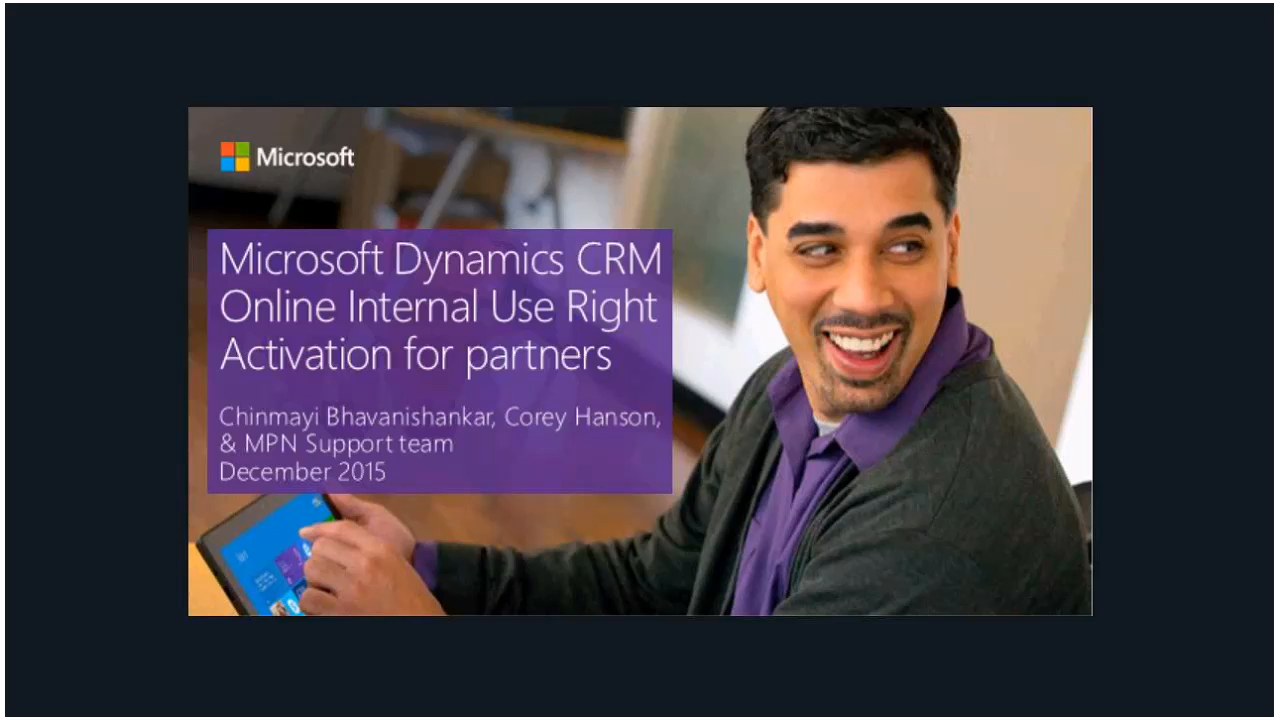 Microsoft
Microsoft Dynamics CRM
Online Internal Use Right
Activation for partners
Chinmayi Bhavanishankar, Corey Hanson,
& MPN Support team
December 2015